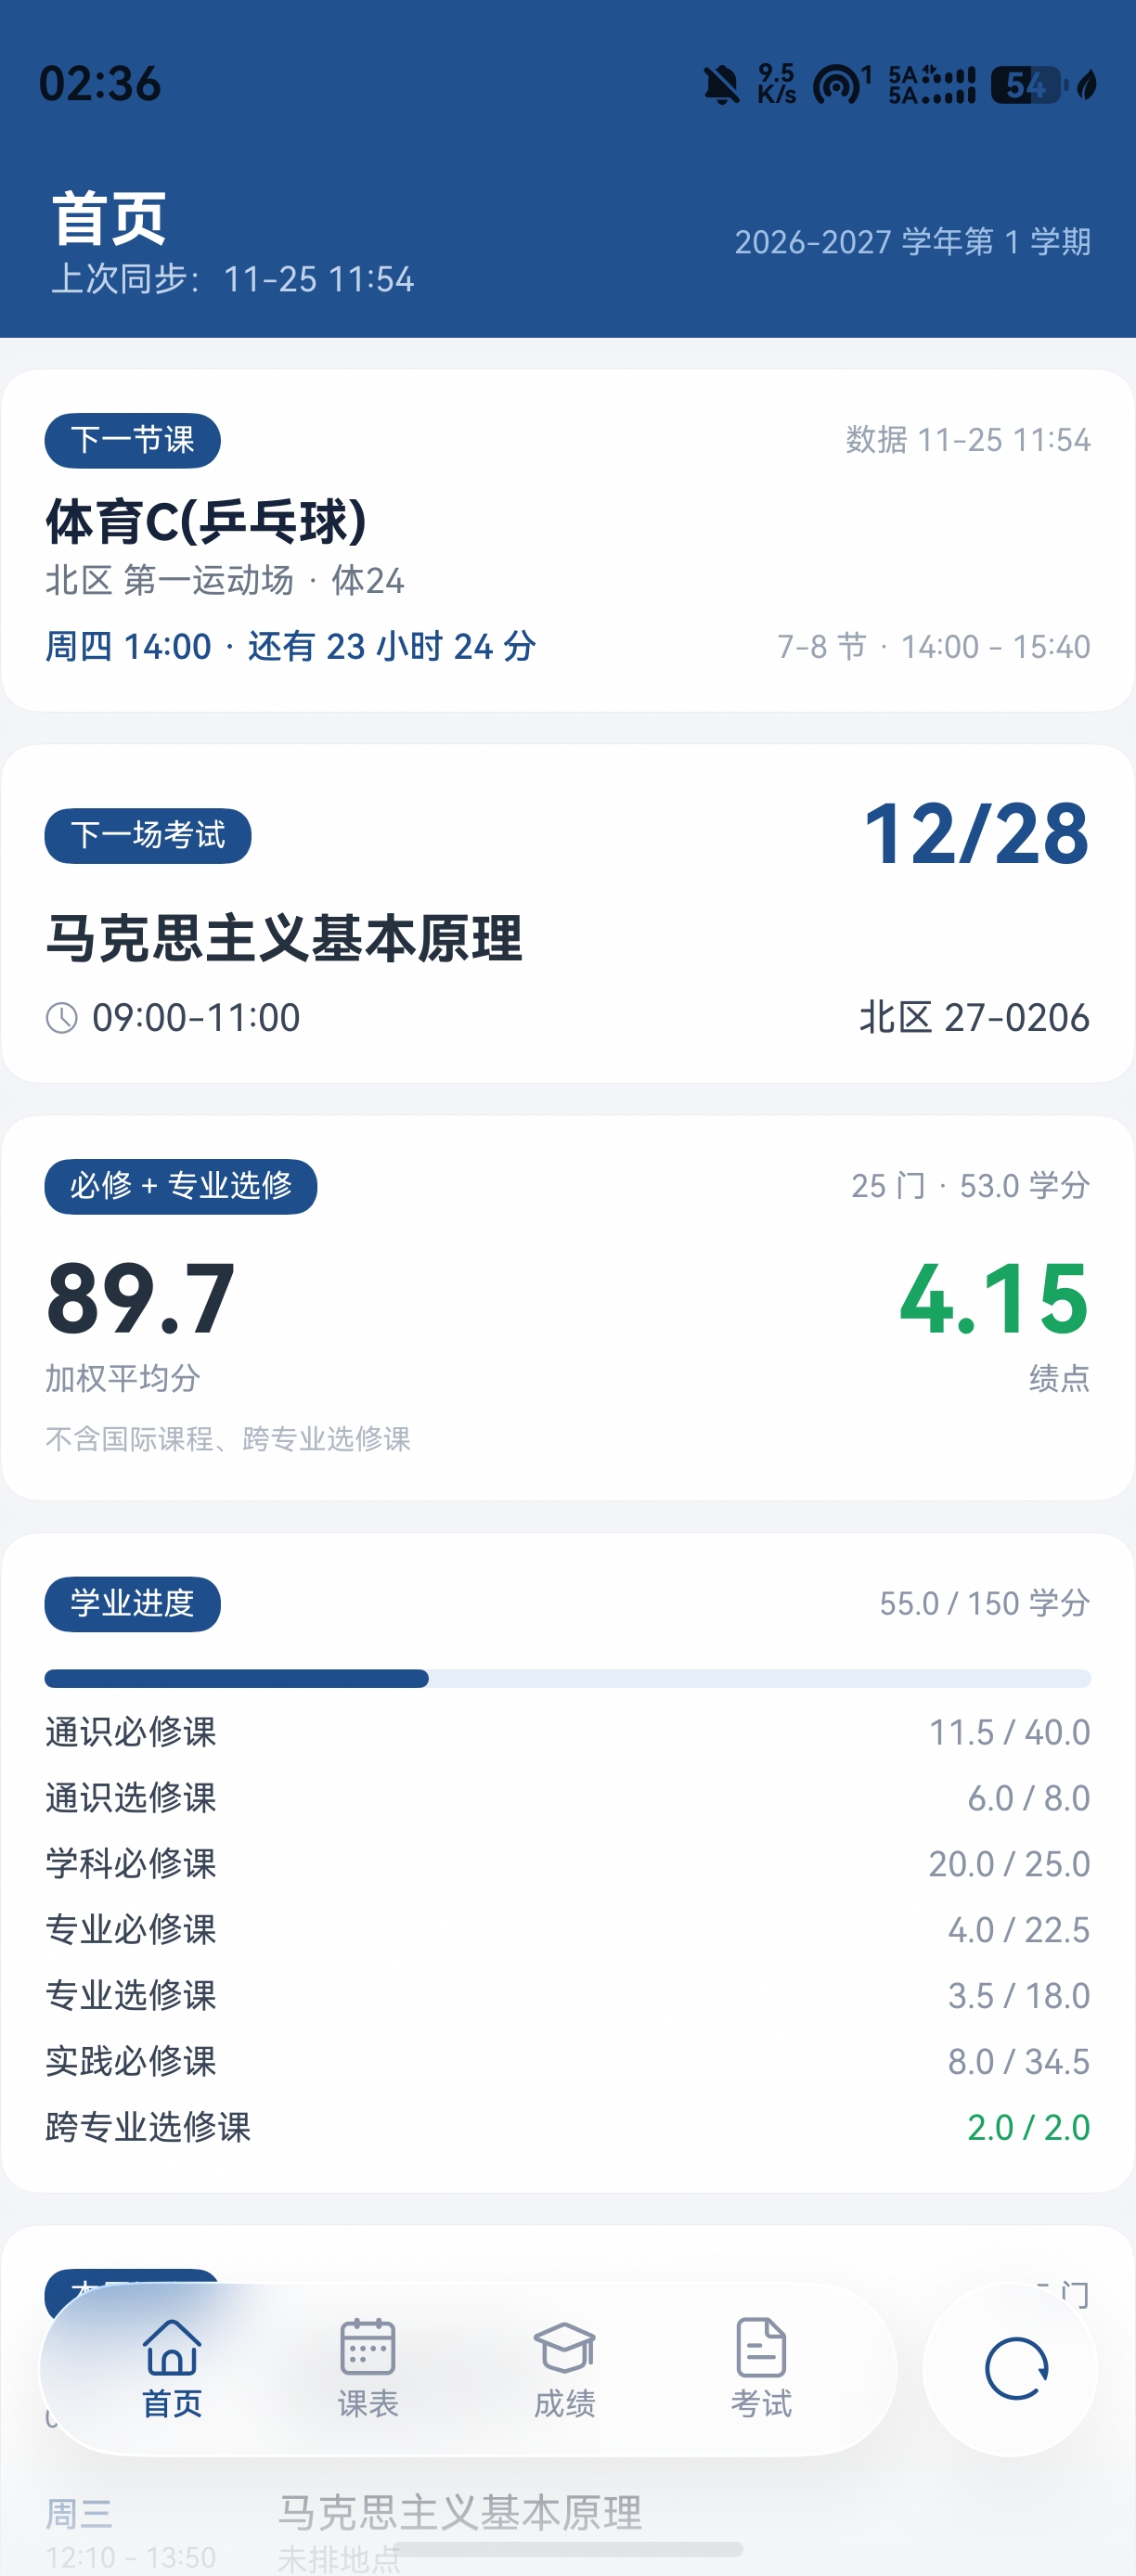 02:36
9.5 K/s
1
5A
5A
54
首页
2026-2027 学年第 1 学期
上次同步：11-25 11:54
下一节课
数据 11-25 11:54
体育C(乒乓球)
北区 第一运动场 · 体24
周四 14:00 · 还有 23 小时 24 分
7-8 节 · 14:00 - 15:40
下一场考试
12/28
马克思主义基本原理
09:00-11:00
北区 27-0206
必修 + 专业选修
25 门 · 53.0 学分
89.7
4.15
加权平均分
绩点
不含国际课程、跨专业选修课
学业进度
55.0 / 150 学分
通识必修课
11.5 / 40.0
通识选修课
6.0 / 8.0
学科必修课
20.0 / 25.0
专业必修课
4.0 / 22.5
专业选修课
3.5 / 18.0
实践必修课
8.0 / 34.5
跨专业选修课
2.0 / 2.0
门
首页
课表
成绩
考试
周三
马克思主义基本原理
12:10 - 13:50
未排地点